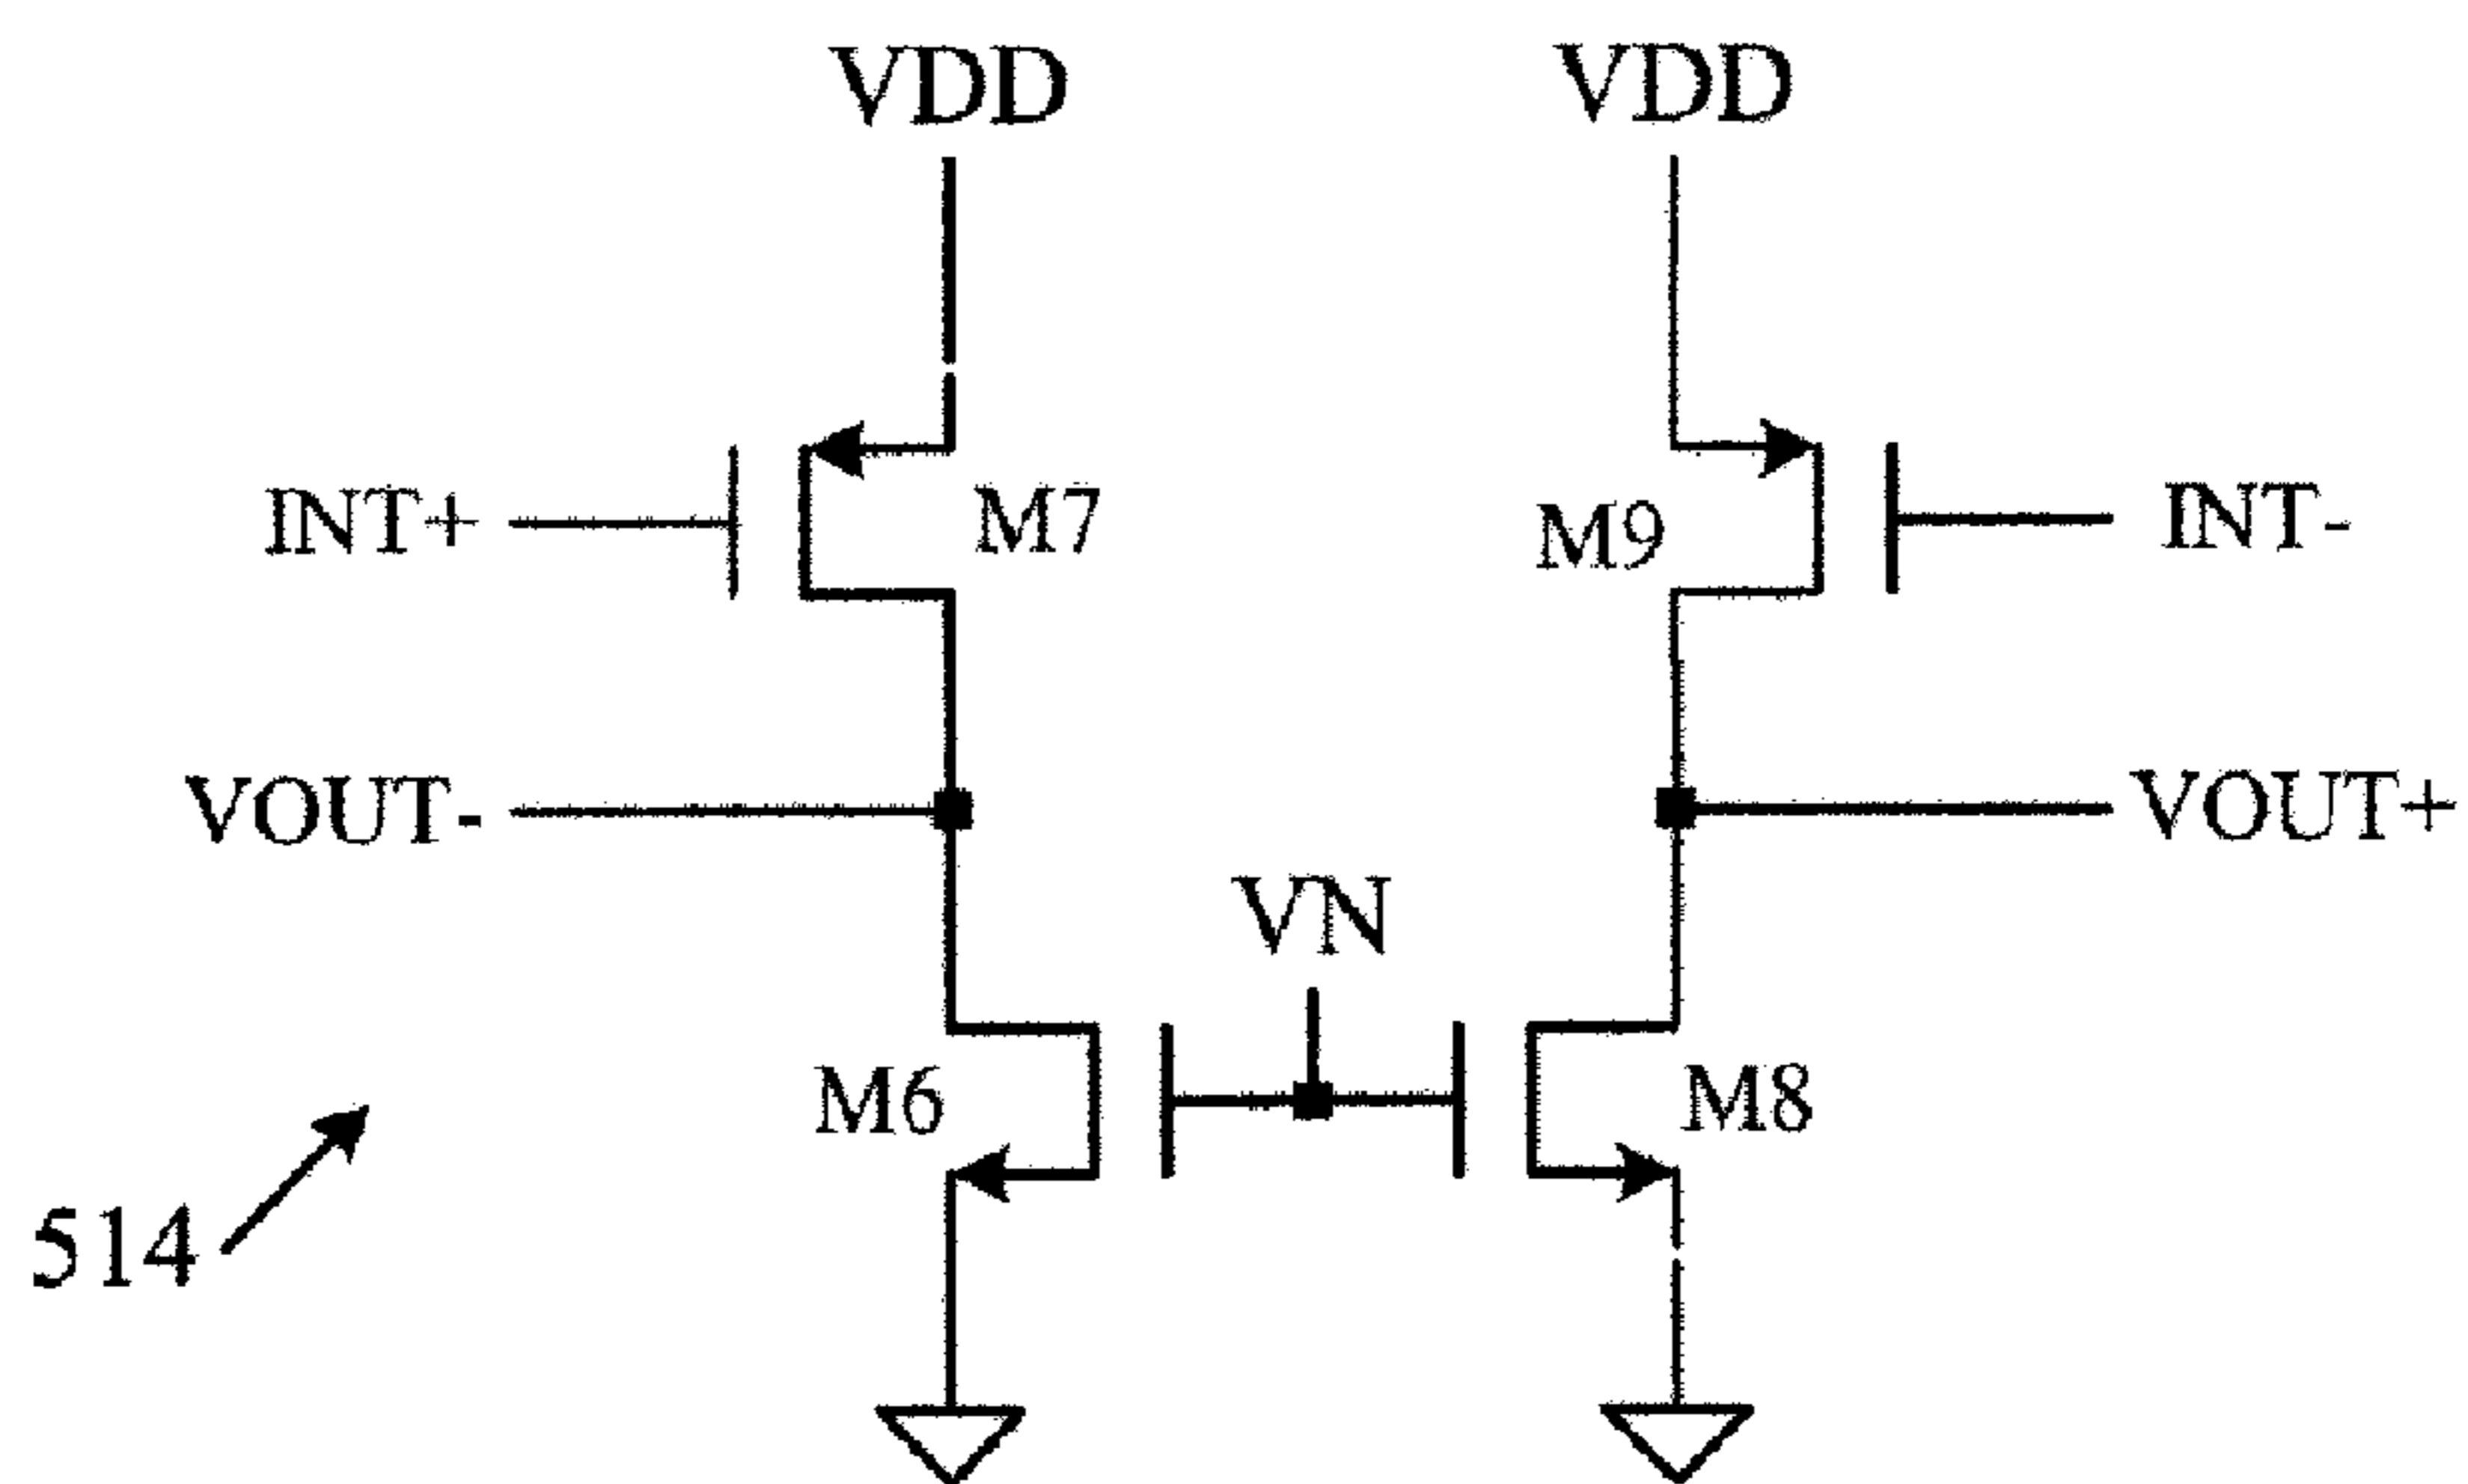 VDD
VDD
INT+
M7
M9
INT-
VOUT-
VOUT+
VN
M6
M8
514